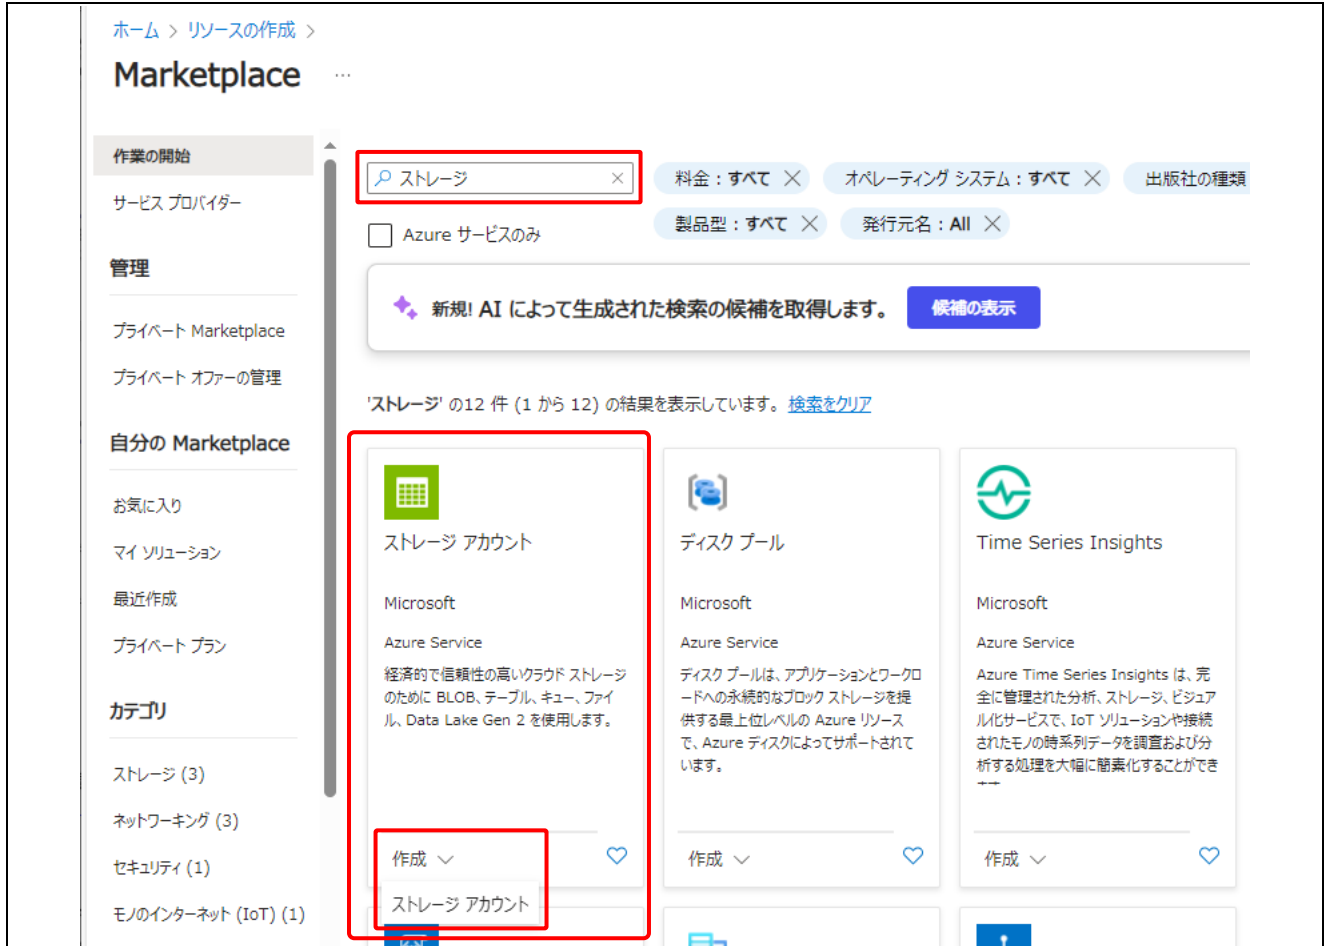 ホーム > リソースの作成 >
Marketplace ...
作業の開始
サービス プロバイダー
管理
プライベート Marketplace
プライベート オファーの管理
自分の Marketplace
お気に入り
マイ ソリューション
最近作成
プライベート プラン
カテゴリ
ストレージ (3)
ネットワーキング (3)
セキュリティ (1)
モノのインターネット (IoT) (1)
ストレージ
料金 : すべて
オペレーティング システム : すべて
出版社の種類
Azure サービスのみ
製品型 : すべて
発行元名 : All
新規! AI によって生成された検索の候補を取得します。
候補の表示
'ストレージ' の12 件 (1 から 12) の結果を表示しています。 検索をクリア
ストレージ アカウント
Microsoft
Azure Service
経済的で信頼性の高いクラウド ストレージ
のために BLOB、テーブル、キュー、ファイ
ル、Data Lake Gen 2 を使用します。
作成
ストレージ アカウント
ディスク プール
Microsoft
Azure Service
ディスク プールは、アプリケーションとワークロ
ードへの永続的なブロック ストレージを提
供する最上位レベルの Azure リソース
で、Azure ディスクによってサポートされて
います。
作成
Time Series Insights
Microsoft
Azure Service
Azure Time Series Insights は、完
全に管理された分析、ストレージ、ビジュア
ル化サービスで、IoT ソリューションや接続
されたモノの時系列データを調査および分
析する処理を大幅に簡素化することができ
作成